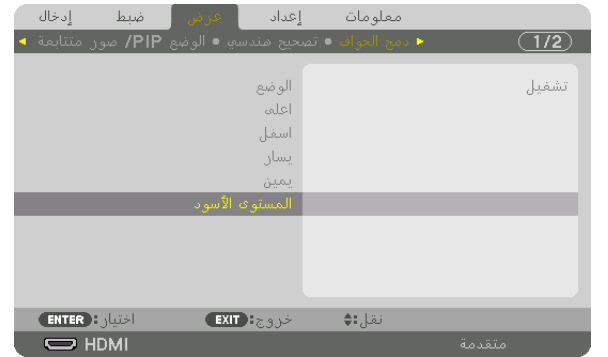 إدخال ضبط عرض إعداد معلومات
◄ دمج الحواف ● تصحيح هندسي ● الوضع PIP/ صور متتابعة ► 1/2
الوضع تشغيل
اعلى
اسفل
يسار
يمين
المستوى الأسود
ENTER: اختيار EXIT: خروج نقل:
HDMI متقدمة